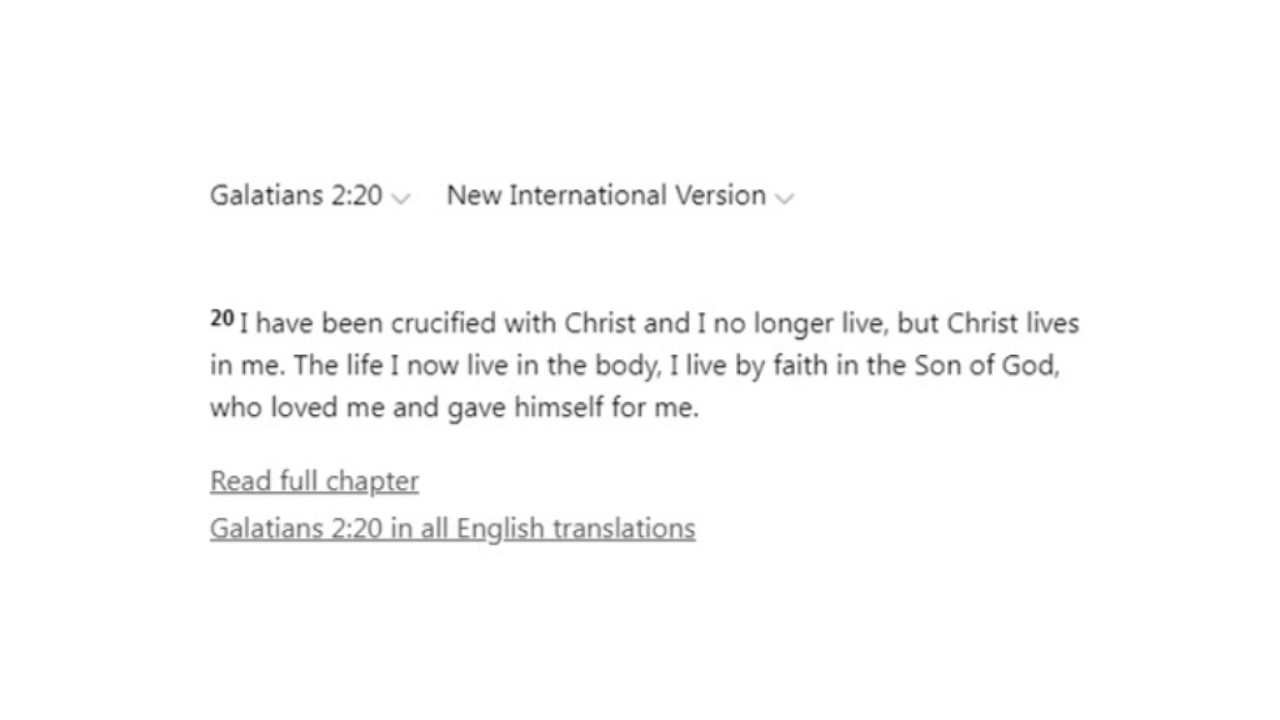 Galatians 2:20 New International Version
20 I have been crucified with Christ and I no longer live, but Christ lives
in me. The life I now live in the body, I live by faith in the Son of God,
who loved me and gave himself for me.
Read full chapter
Galatians 2:20 in all English translations